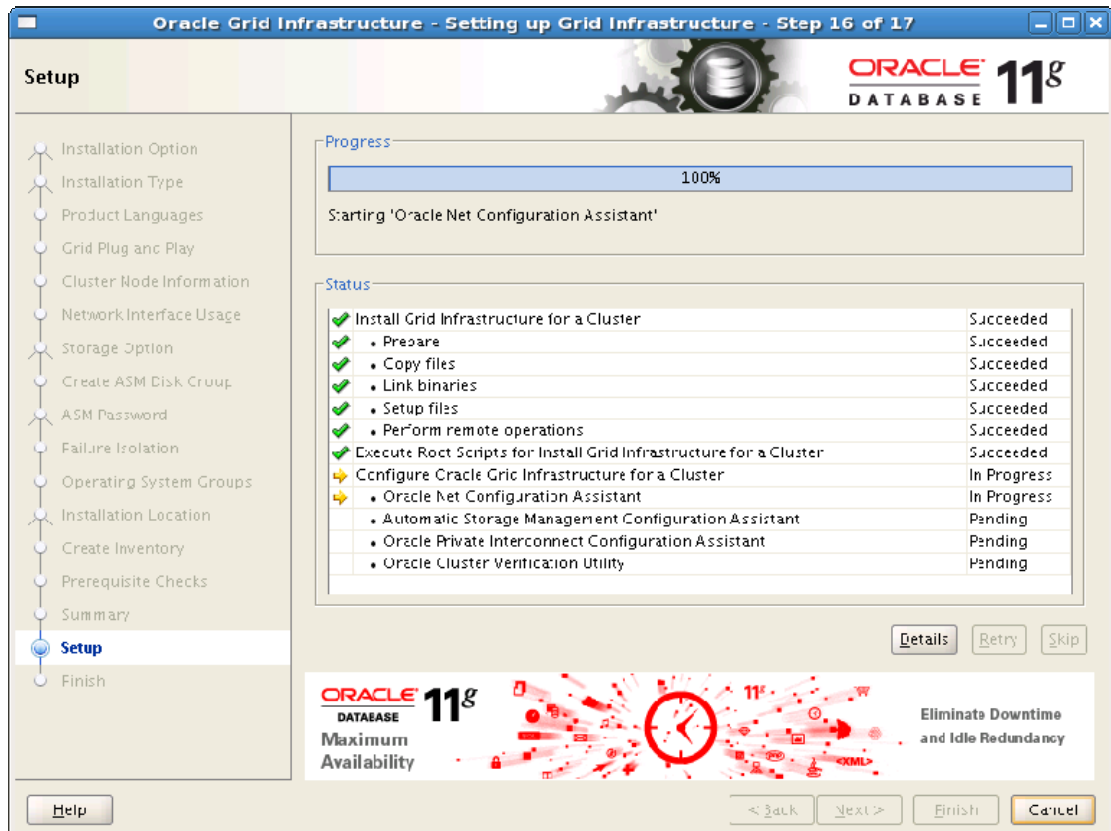 Oracle Grid Infrastructure - Setting up Grid Infrastructure - Step 16 of 17
Setup
ORACLE
DATABASE
11g
Installation Option
Installation Type
Product Languages
Grid Plug and Play
Cluster Node Information
Network Interface Usage
Storage Option
Create ASM Disk Group
ASM Password
Failure Isolation
Operating System Groups
Installation Location
Create Inventory
Prerequisite Checks
Summary
Setup
Finish
Progress
100%
Starting 'Oracle Net Configuration Assistant'
Status
Install Grid Infrastructure for a Cluster Succeeded
• Prepare Succeeded
• Copy files Succeeded
• Link binaries Succeeded
• Setup files Succeeded
• Perform remote operations Succeeded
Execute Root Scripts for Install Grid Infrastructure for a Cluster Succeeded
Configure Oracle Grid Infrastructure for a Cluster In Progress
• Oracle Net Configuration Assistant In Progress
• Automatic Storage Management Configuration Assistant Pending
• Oracle Private Interconnect Configuration Assistant Pending
• Oracle Cluster Verification Utility Pending
Details Retry Skip
ORACLE
DATABASE
11g
Maximum
Availability
11g
<XML>
Eliminate Downtime
and Idle Redundancy
Help < Back Next > Finish Cancel